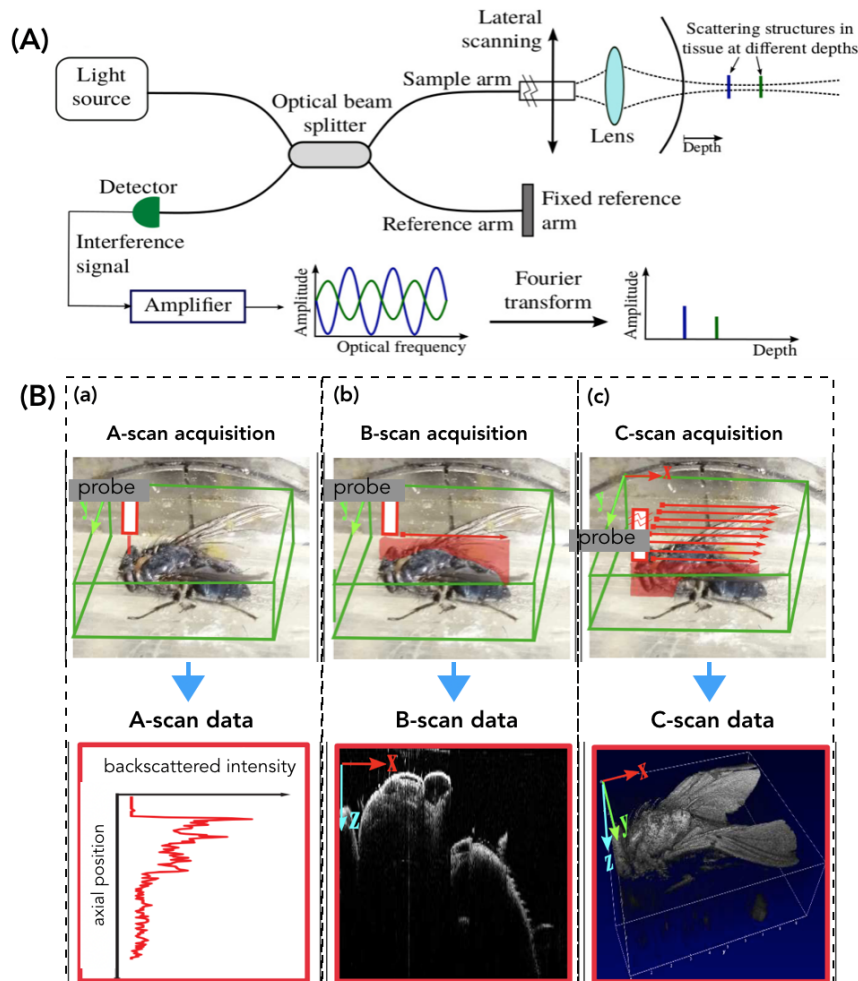 (A)
Light
source
Optical beam
splitter
Sample arm
Lateral
scanning
Lens
Scattering structures in
tissue at different depths
Depth
Detector
Interference
signal
Reference arm
Fixed reference
arm
Amplifier
Amplitude
Optical frequency
Fourier
transform
Amplitude
Depth
(B)
(a)
A-scan acquisition
probe
y
A-scan data
backscattered intensity
axial position
(b)
B-scan acquisition
probe
B-scan data
X
Z
(c)
C-scan acquisition
X
y
probe
C-scan data
X
y
Z